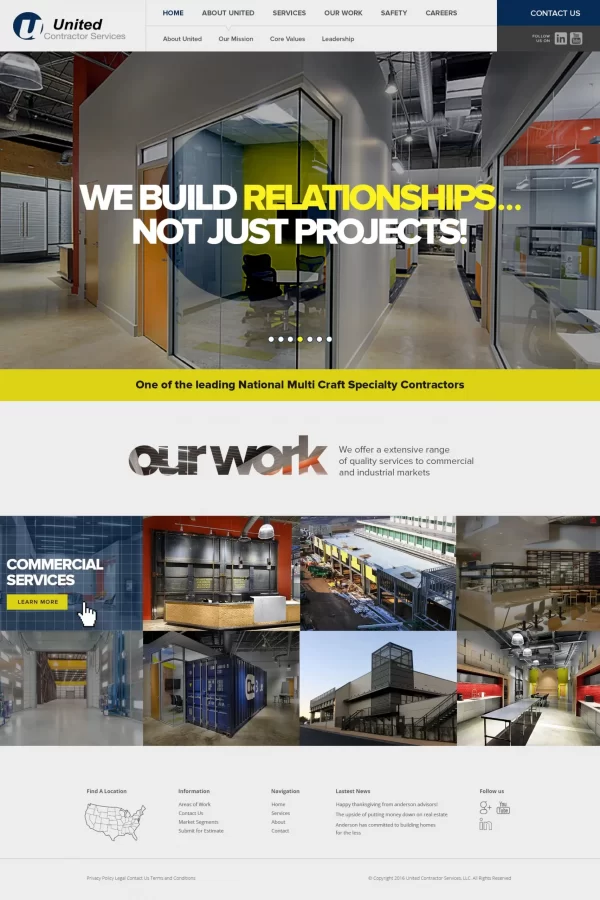 United
Contractor Services
HOME ABOUT UNITED SERVICES OUR WORK SAFETY CAREERS
CONTACT US
About United Our Mission Core Values Leadership
FOLLOW
US ON
WE BUILD RELATIONSHIPS...
NOT JUST PROJECTS!
One of the leading National Multi Craft Specialty Contractors
our work
We offer a extensive range
of quality services to commercial
and industrial markets
COMMERCIAL
SERVICES
LEARN MORE
Find A Location
Information
Areas of Work
Contact Us
Market Segments
Submit for Estimate
Navigation
Home
Services
About
Contact
Lastest News
Happy thanksgiving from anderson advisors!
The upside of putting money down on real estate.
Anderson has committed to building homes
for the less.
Follow us
Privacy Policy Legal Contact Us Terms and Conditions
© Copyright 2016 United Contractor Services, LLC. All Rights Reserved